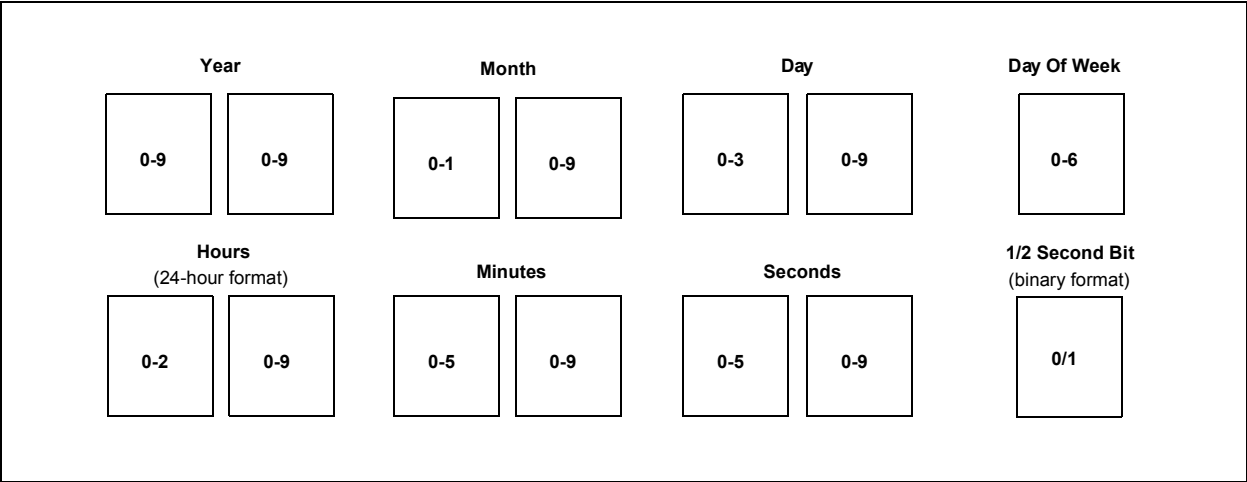 Year Month Day Day Of Week
0-9 0-9 0-1 0-9 0-3 0-9 0-6
Hours
(24-hour format)
Minutes Seconds
1/2 Second Bit
(binary format)
0-2 0-9 0-5 0-9 0-5 0-9 0/1